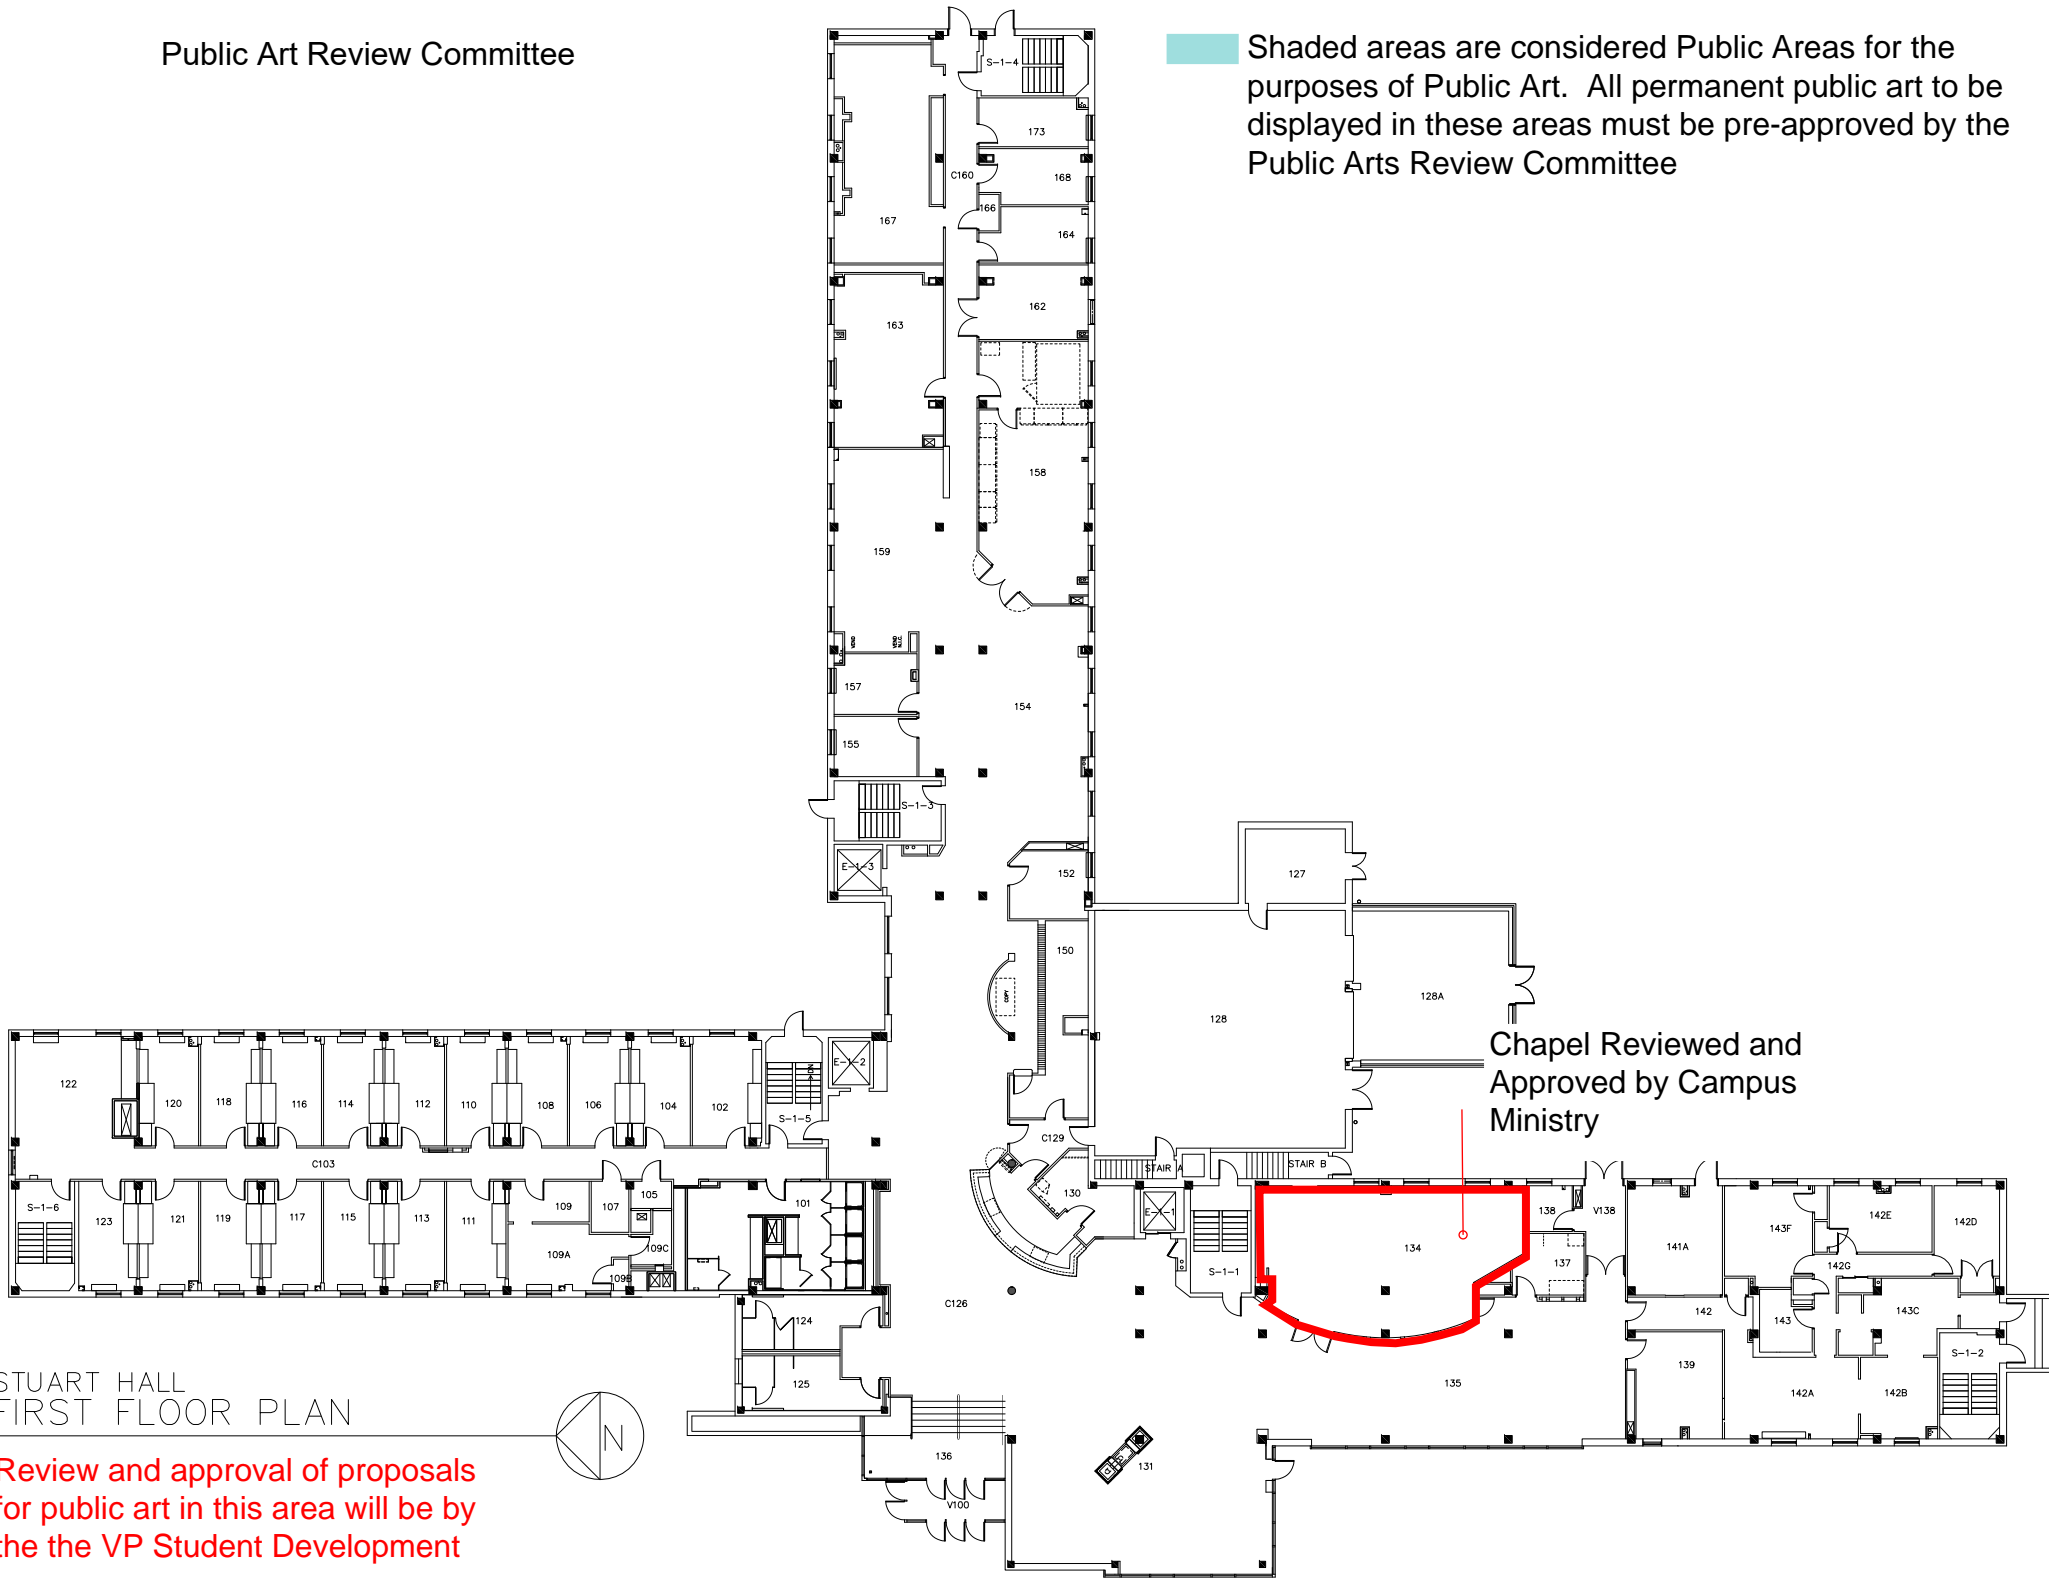 Public Art Review Committee
Shaded areas are considered Public Areas for the
purposes of Public Art.  All permanent public art to be
displayed in these areas must be pre-approved by the
Public Arts Review Committee
S-1-4
173
C160
168
166
167
164
162
163
158
159
VEND
VEND
N.I.C.
157
154
155
S-1-3
E-1-3
152
127
150
COPY
128A
128
Chapel Reviewed and
Approved by Campus
Ministry
E-1-2
DN
122
120
118
116
114
112
110
108
106
104
102
S-1-5
C129
C103
STAIR A
STAIR B
S-1-6
123
121
119
117
115
113
111
109
107
105
101
130
E-1-1
138
V138
142E
142D
143F
109A
109C
109B
134
141A
142G
137
S-1-1
C126
142
143C
143
124
139
S-1-2
125
135
142A
142B
STUART HALL
FIRST FLOOR PLAN
N
136
131
V100
Review and approval of proposals
for public art in this area will be by
the the VP Student Development